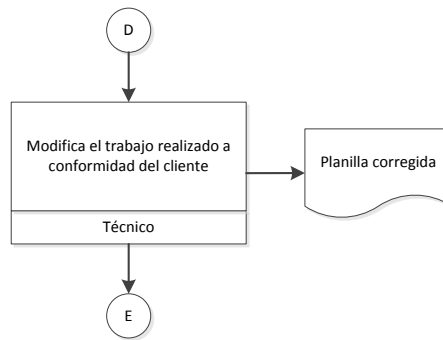 D
Modifica el trabajo realizado a
conformidad del cliente
Planilla corregida
Técnico
E